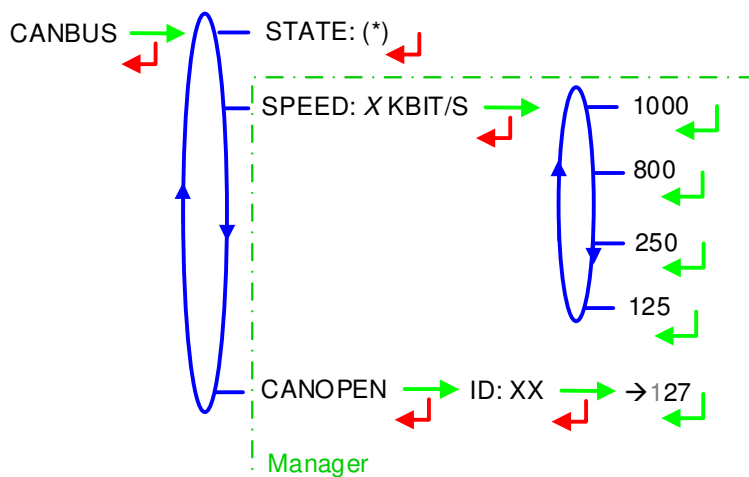 CANBUS
STATE: (*)
SPEED: X KBIT/S
1000
800
250
125
CANOPEN
ID: XX
→127
Manager